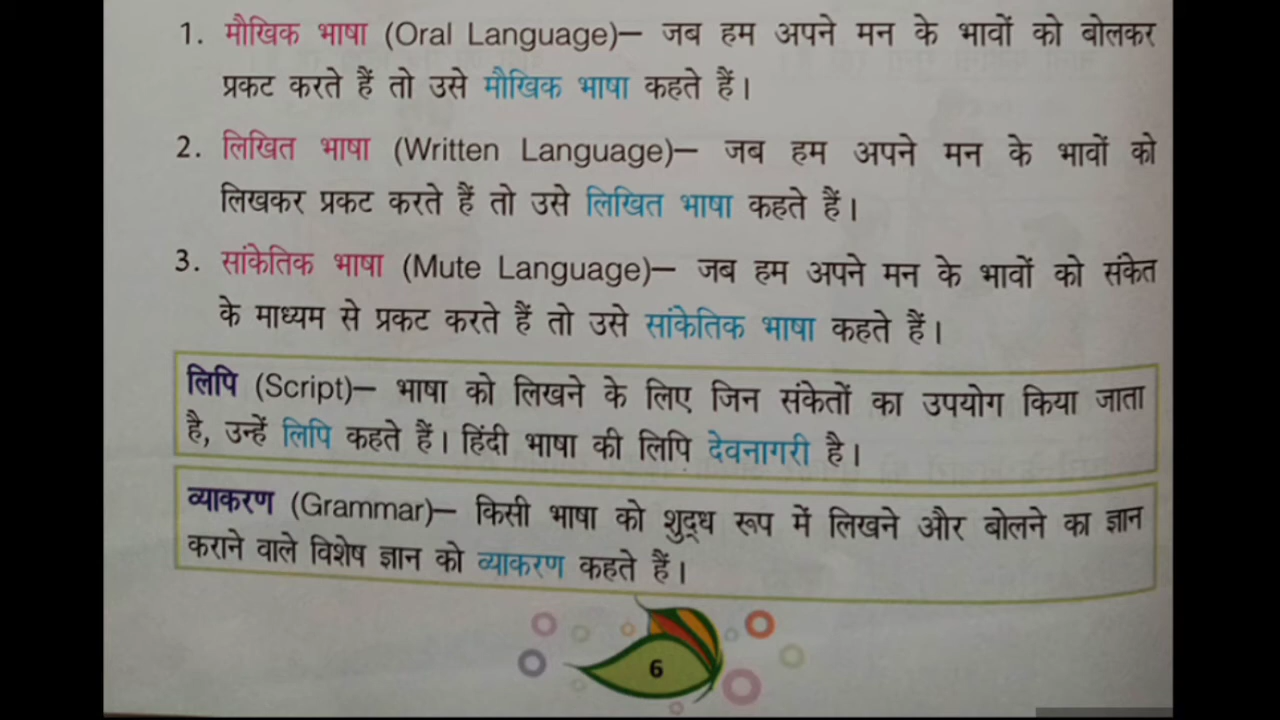 1. मौखिक भाषा (Oral Language)— जब हम अपने मन के भावों को बोलकर
प्रकट करते हैं तो उसे मौखिक भाषा कहते हैं।
2. लिखित भाषा (Written Language)— जब हम अपने मन के भावों को
लिखकर प्रकट करते हैं तो उसे लिखित भाषा कहते हैं।
3. सांकेतिक भाषा (Mute Language)— जब हम अपने मन के भावों को संकेत
के माध्यम से प्रकट करते हैं तो उसे सांकेतिक भाषा कहते हैं।
लिपि (Script)— भाषा को लिखने के लिए जिन संकेतों का उपयोग किया जाता
है, उन्हें लिपि कहते हैं। हिंदी भाषा की लिपि देवनागरी है।
व्याकरण (Grammar)— किसी भाषा को शुद्ध रूप में लिखने और बोलने का ज्ञान
कराने वाले विशेष ज्ञान को व्याकरण कहते हैं।
6